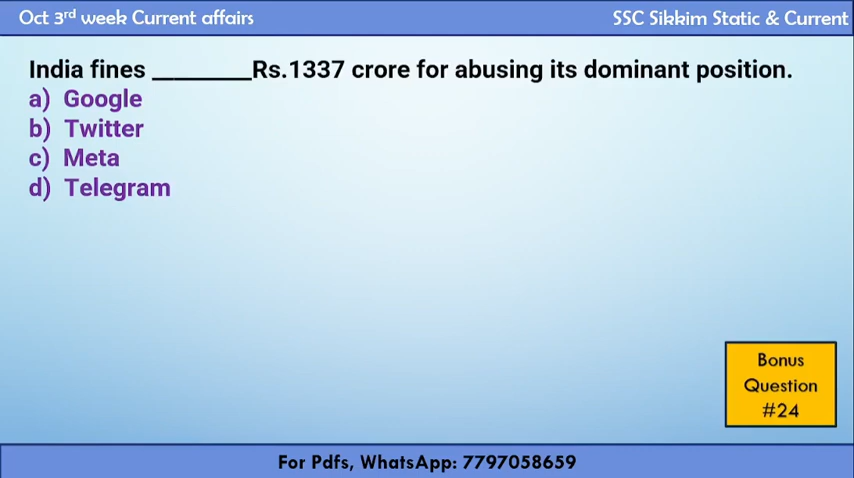 Oct 3rd week Current affairs
SSC Sikkim Static & Current
India fines ________Rs.1337 crore for abusing its dominant position.
a) Google
b) Twitter
c) Meta
d) Telegram
Bonus
Question
#24
For Pdfs, WhatsApp: 7797058659